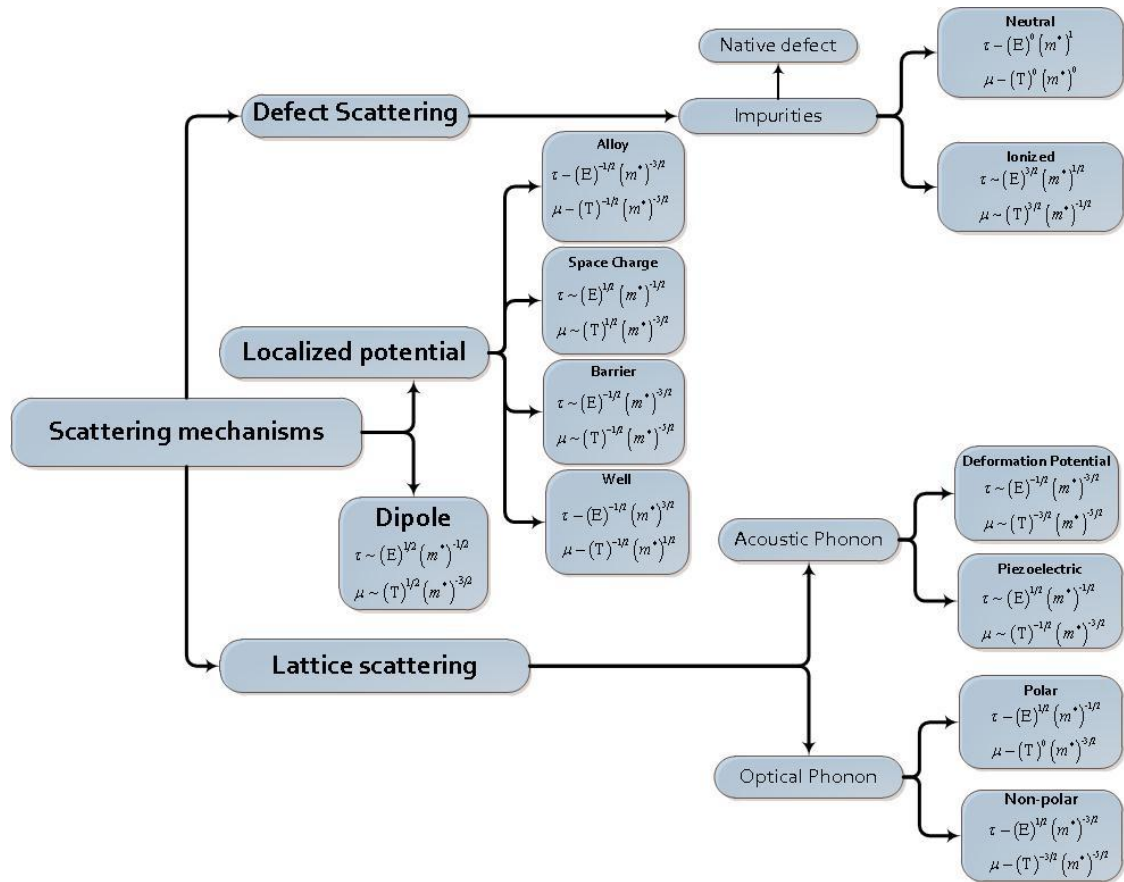 Neutral
τ – (E)^0 (m*)^1
μ – (T)^0 (m*)^0
Native defect
Defect Scattering
Impurities
Ionized
τ ~ (E)^3/2 (m*)^1/2
μ ~ (T)^3/2 (m*)^-1/2
Alloy
τ – (E)^-1/2 (m*)^-3/2
μ – (T)^-1/2 (m*)^-5/2
Space Charge
τ ~ (E)^1/2 (m*)^-1/2
μ ~ (T)^1/2 (m*)^-3/2
Localized potential
Barrier
τ ~ (E)^-1/2 (m*)^-3/2
μ ~ (T)^-1/2 (m*)^-5/2
Scattering mechanisms
Well
τ – (E)^-1/2 (m*)^3/2
μ – (T)^-1/2 (m*)^1/2
Dipole
τ ~ (E)^1/2 (m*)^-1/2
μ ~ (T)^1/2 (m*)^-3/2
Lattice scattering
Acoustic Phonon
Deformation Potential
τ ~ (E)^-1/2 (m*)^-3/2
μ ~ (T)^-3/2 (m*)^-5/2
Piezoelectric
τ ~ (E)^1/2 (m*)^-1/2
μ ~ (T)^-1/2 (m*)^-3/2
Optical Phonon
Polar
τ – (E)^1/2 (m*)^-1/2
μ – (T)^0 (m*)^-3/2
Non-polar
τ – (E)^1/2 (m*)^-3/2
μ – (T)^-3/2 (m*)^-5/2